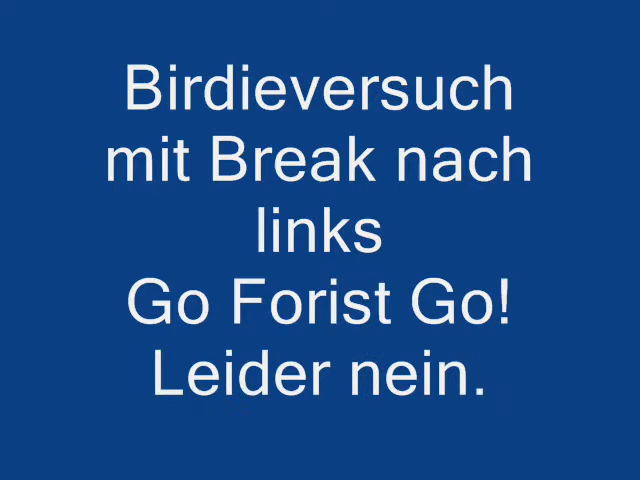 Birdieversuch
mit Break nach
links
Go Forist Go!
Leider nein.